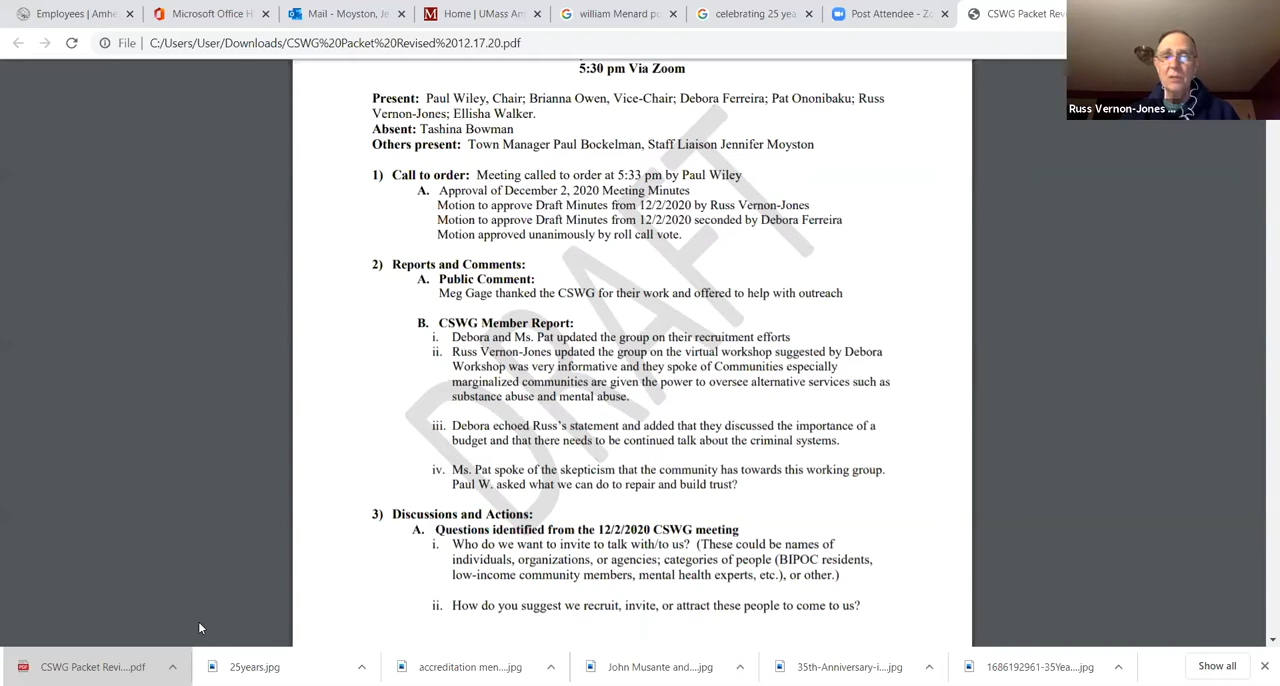 Employees | Amhe
Microsoft Office H
Mail - Moyston, Je
Home | UMass Am
william Menard po
celebrating 25 yea
Post Attendee - Zo
CSWG Packet Rev
File | C:/Users/User/Downloads/CSWG%20Packet%20Revised%2012.17.20.pdf
Russ Vernon-Jones ...
5:30 pm Via Zoom
Present: Paul Wiley, Chair; Brianna Owen, Vice-Chair; Debora Ferreira; Pat Ononibaku; Russ
Vernon-Jones; Ellisha Walker.
Absent: Tashina Bowman
Others present: Town Manager Paul Bockelman, Staff Liaison Jennifer Moyston
1) Call to order: Meeting called to order at 5:33 pm by Paul Wiley
A. Approval of December 2, 2020 Meeting Minutes
Motion to approve Draft Minutes from 12/2/2020 by Russ Vernon-Jones
Motion to approve Draft Minutes from 12/2/2020 seconded by Debora Ferreira
Motion approved unanimously by roll call vote.
2) Reports and Comments:
A. Public Comment:
Meg Gage thanked the CSWG for their work and offered to help with outreach
B. CSWG Member Report:
i. Debora and Ms. Pat updated the group on their recruitment efforts
ii. Russ Vernon-Jones updated the group on the virtual workshop suggested by Debora
Workshop was very informative and they spoke of Communities especially
marginalized communities are given the power to oversee alternative services such as
substance abuse and mental abuse.
iii. Debora echoed Russ's statement and added that they discussed the importance of a
budget and that there needs to be continued talk about the criminal systems.
iv. Ms. Pat spoke of the skepticism that the community has towards this working group.
Paul W. asked what we can do to repair and build trust?
3) Discussions and Actions:
A. Questions identified from the 12/2/2020 CSWG meeting
i. Who do we want to invite to talk with/to us? (These could be names of
individuals, organizations, or agencies; categories of people (BIPOC residents,
low-income community members, mental health experts, etc.), or other.)
ii. How do you suggest we recruit, invite, or attract these people to come to us?
DRAFT
CSWG Packet Revi....pdf
25years.jpg
accreditation men....jpg
John Musante and....jpg
35th-Anniversary-i....jpg
1686192961-35Yea....jpg
Show all